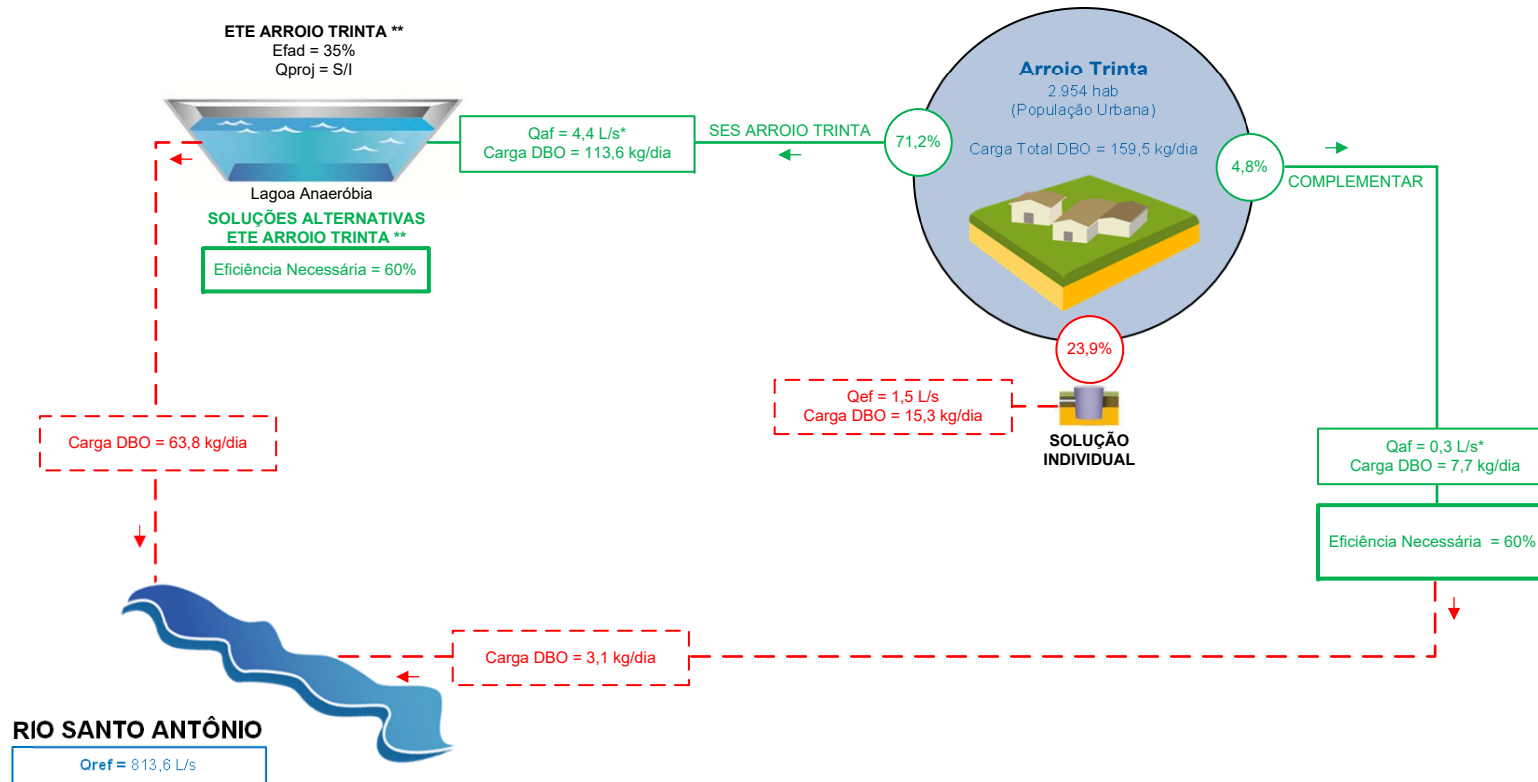 ETE ARROIO TRINTA **
Efad = 35%
Qproj = S/I
Lagoa Anaeróbia
SOLUÇÕES ALTERNATIVAS
ETE ARROIO TRINTA **
Eficiência Necessária = 60%
Qaf = 4,4 L/s*
Carga DBO = 113,6 kg/dia
SES ARROIO TRINTA
71,2%
Arroio Trinta
2.954 hab
(População Urbana)
Carga Total DBO = 159,5 kg/dia
4,8%
COMPLEMENTAR
23,9%
Qef = 1,5 L/s
Carga DBO = 15,3 kg/dia
SOLUÇÃO
INDIVIDUAL
Carga DBO = 63,8 kg/dia
Qaf = 0,3 L/s*
Carga DBO = 7,7 kg/dia
Eficiência Necessária = 60%
Carga DBO = 3,1 kg/dia
RIO SANTO ANTÔNIO
Qref = 813,6 L/s